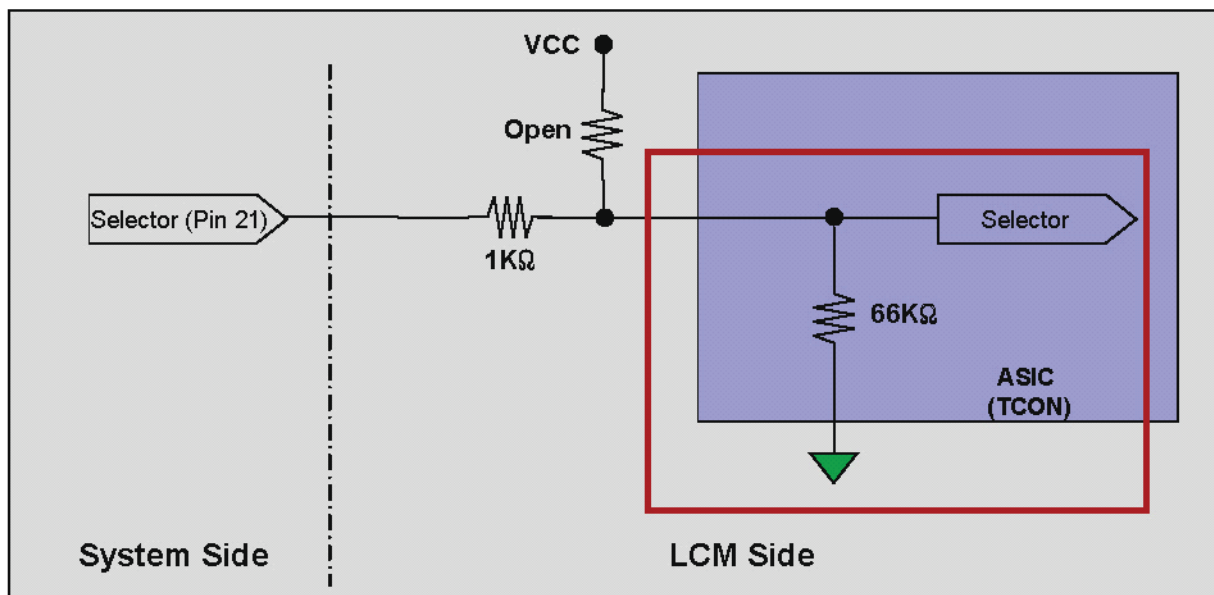 VCC
Open
Selector (Pin 21)
Selector
1KΩ
66KΩ
ASIC
(TCON)
System Side
LCM Side